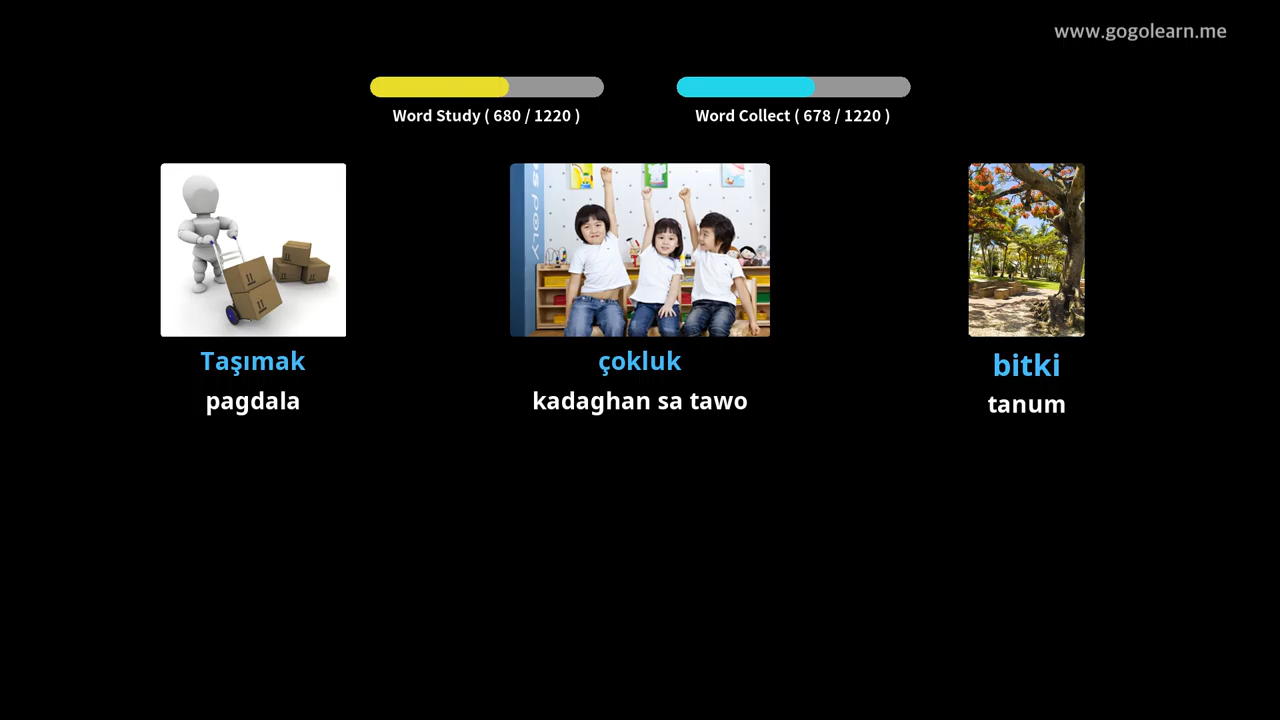 www.gogolearn.me
Word Study ( 680 / 1220 )
Word Collect ( 678 / 1220 )
Taşımak
pagdala
çokluk
kadaghan sa tawo
bitki
tanum